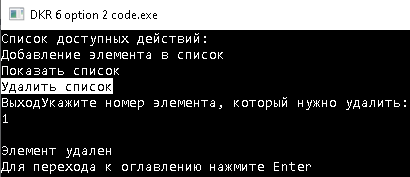 DKR 6 option 2 code.exe
Список доступных действий:
Добавление элемента в список
Показать список
Удалить список
ВыходУкажите номер элемента, который нужно удалить:
1
Элемент удален
Для перехода к оглавлению нажмите Enter